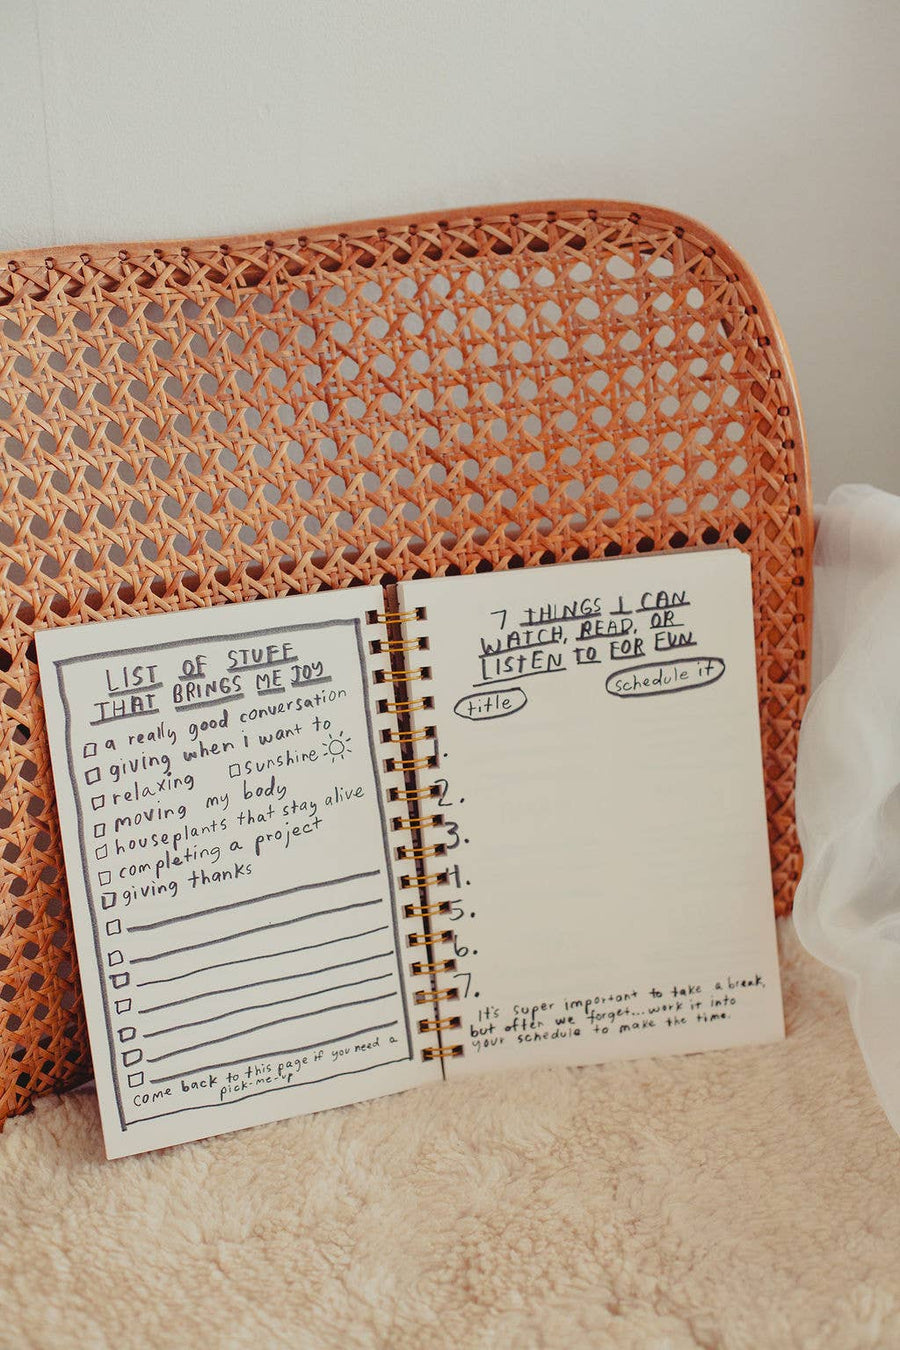 LIST OF STUFF
THAT BRINGS ME JOY
a really good conversation
giving when i want to
relaxing sunshine
moving my body
houseplants that stay alive
completing a project
giving thanks
come back to this page if you need a
pick-me-up
7 THINGS I CAN
WATCH, READ, OR
LISTEN TO FOR FUN
title schedule it
1.
2.
3.
4.
5.
6.
7.
It's super important to take a break,
but often we forget...work it into
your schedule to make the time.